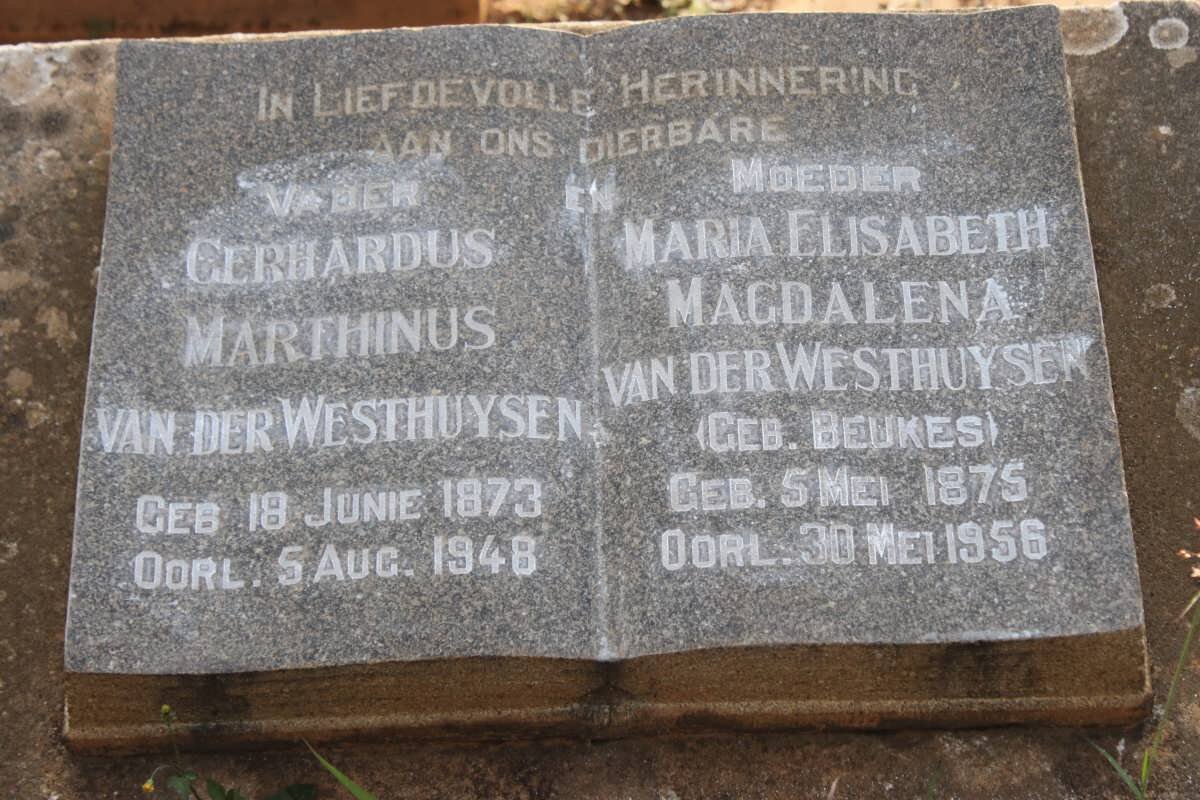 IN LIEFDEVOLLE HERINNERING
AAN ONS DIERBARE
VADER EN MOEDER
GERHARDUS
MARTHINUS
VAN DER WESTHUYSEN
GEB 18 JUNIE 1873
OORL. 5 AUG. 1948
MARIA ELISABETH
MAGDALENA
VAN DER WESTHUYSEN
(GEB. BEUKES)
GEB. 5 MEI 1875
OORL. 30 MEI 1956